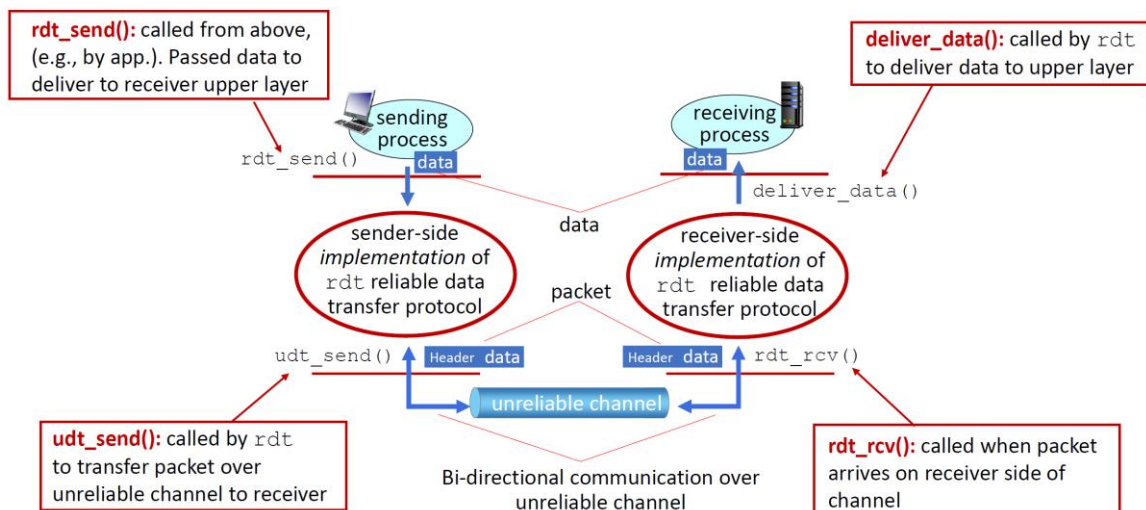 rdt_send(): called from above,
(e.g., by app.). Passed data to
deliver to receiver upper layer
deliver_data(): called by rdt
to deliver data to upper layer
sending
process
receiving
process
data
data
rdt_send()
deliver_data()
data
sender-side
implementation of
rdt reliable data
transfer protocol
receiver-side
implementation of
rdt reliable data
transfer protocol
packet
udt_send()
Header data
Header data
rdt_rcv()
unreliable channel
udt_send(): called by rdt
to transfer packet over
unreliable channel to receiver
Bi-directional communication over
unreliable channel
rdt_rcv(): called when packet
arrives on receiver side of
channel